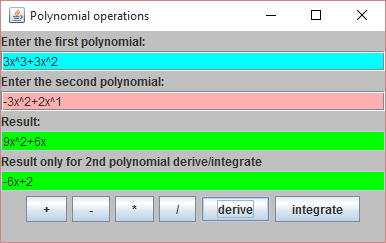 Polynomial operations
Enter the first polynomial:
3x^3+3x^2
Enter the second polynomial:
-3x^2+2x^1
Result:
9x^2+6x
Result only for 2nd polynomial derive/integrate
-6x+2
+ - * / derive integrate